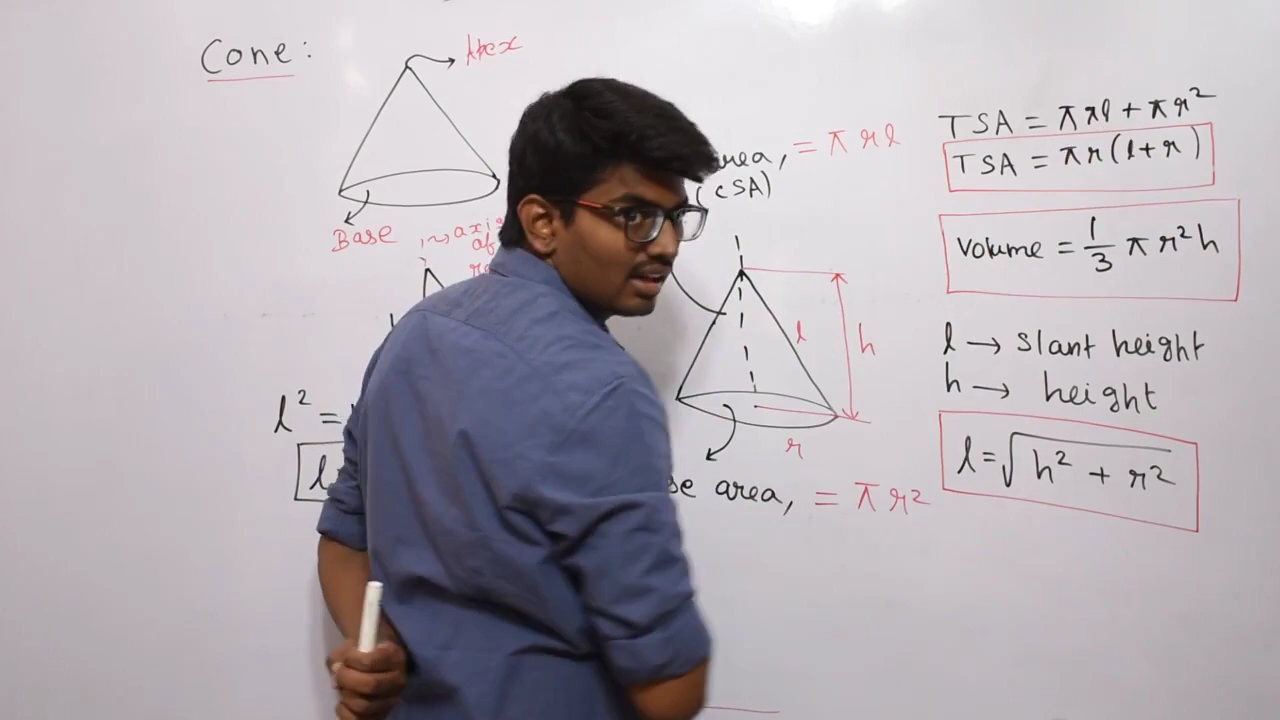 Cone:
Apex
Base
axis
of
area, = π r l
(CSA)
l
h
r
l² =
l
area, = π r²
TSA = π r l + π r²
TSA = π r (l + r)
Volume = 1/3 π r² h
l → slant height
h → height
l = √(h² + r²)